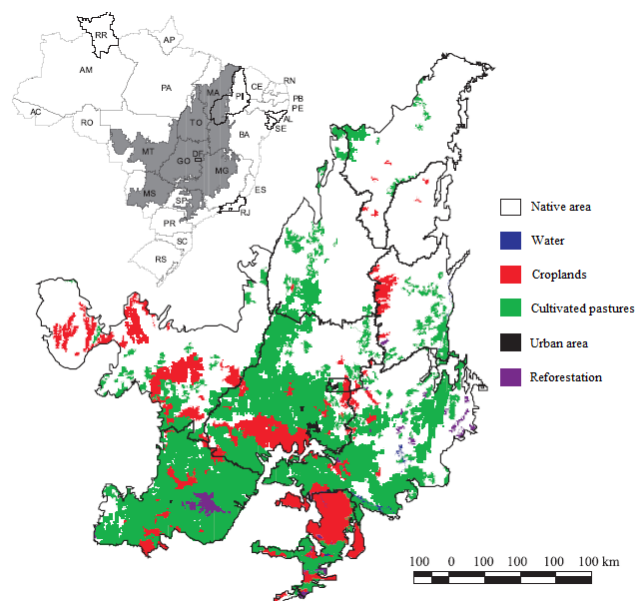 RR
AP
AM
PA
MA
CE
RN
PI
PB
PE
AC
AL
TO
SE
RO
BA
MT
DF
GO
MG
MS
ES
SP
RJ
PR
SC
RS
Native area
Water
Croplands
Cultivated pastures
Urban area
Reforestation
100 0 100 100 100 km